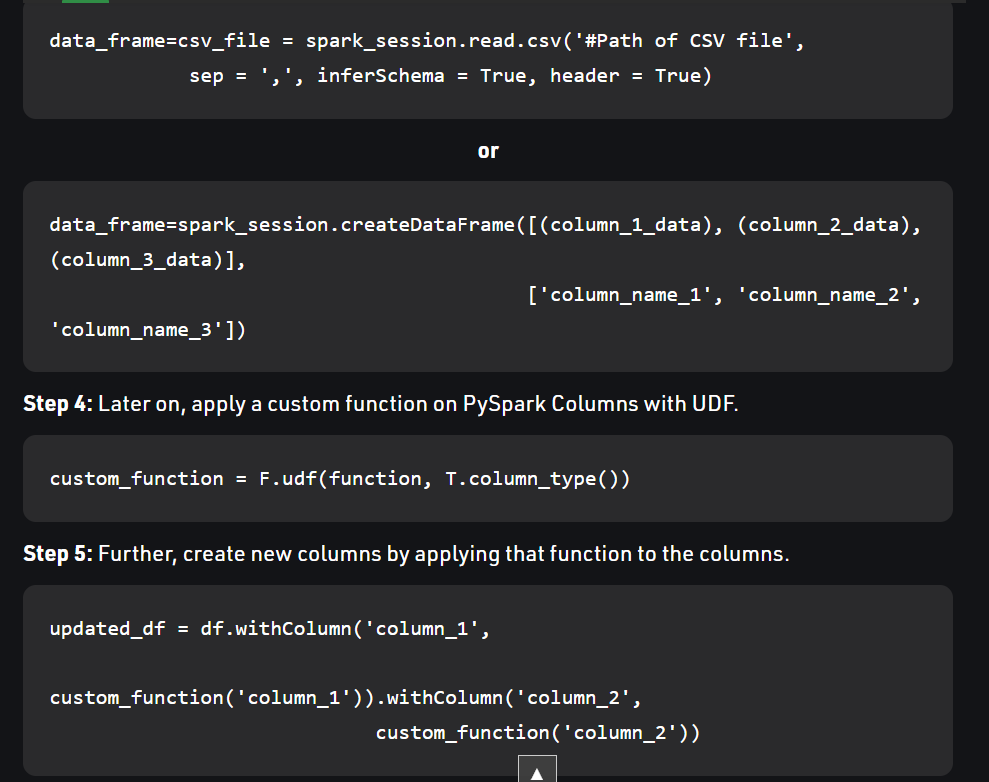 data_frame=csv_file = spark_session.read.csv('#Path of CSV file',
sep = ',', inferSchema = True, header = True)
or
data_frame=spark_session.createDataFrame([(column_1_data), (column_2_data),
(column_3_data)],
['column_name_1', 'column_name_2',
'column_name_3'])
Step 4: Later on, apply a custom function on PySpark Columns with UDF.
custom_function = F.udf(function, T.column_type())
Step 5: Further, create new columns by applying that function to the columns.
updated_df = df.withColumn('column_1',
custom_function('column_1')).withColumn('column_2',
custom_function('column_2'))